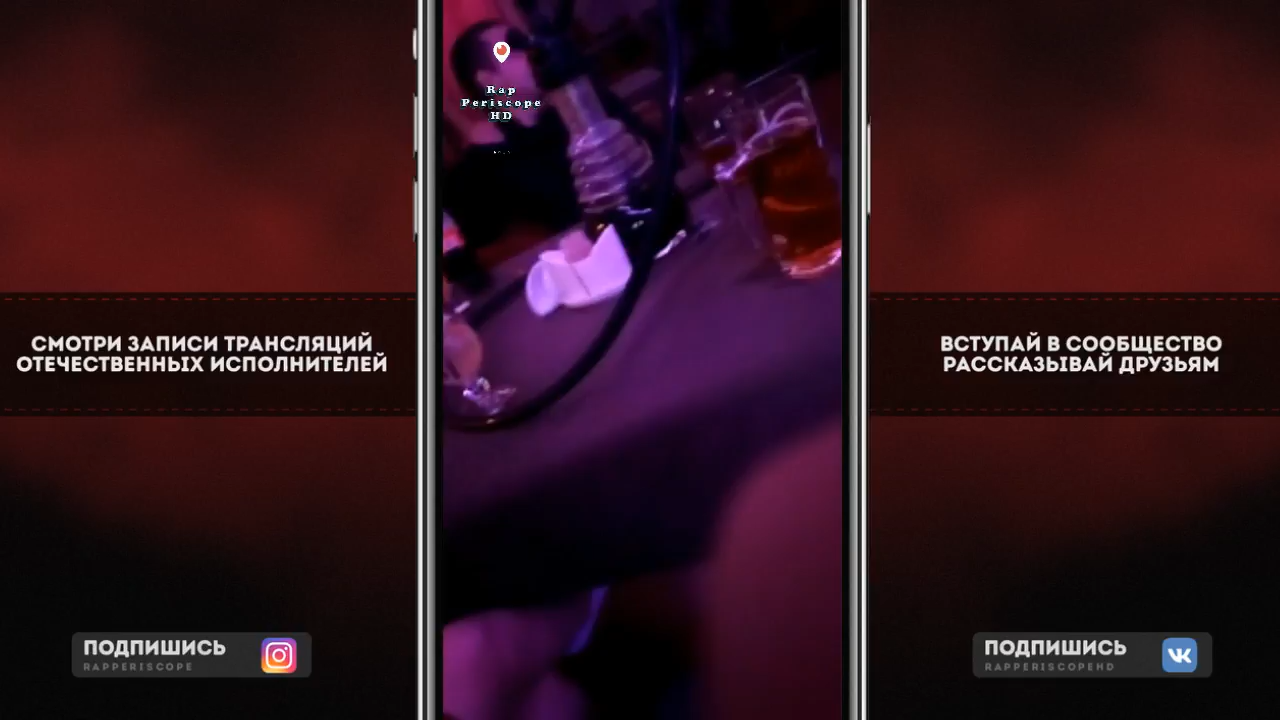 Rap
Periscope
HD
СМОТРИ ЗАПИСИ ТРАНСЛЯЦИЙ
ОТЕЧЕСТВЕННЫХ ИСПОЛНИТЕЛЕЙ
ВСТУПАЙ В СООБЩЕСТВО
РАССКАЗЫВАЙ ДРУЗЬЯМ
ПОДПИШИСЬ
RAPPERISCOPE
ПОДПИШИСЬ
RAPPERISCOPEHD